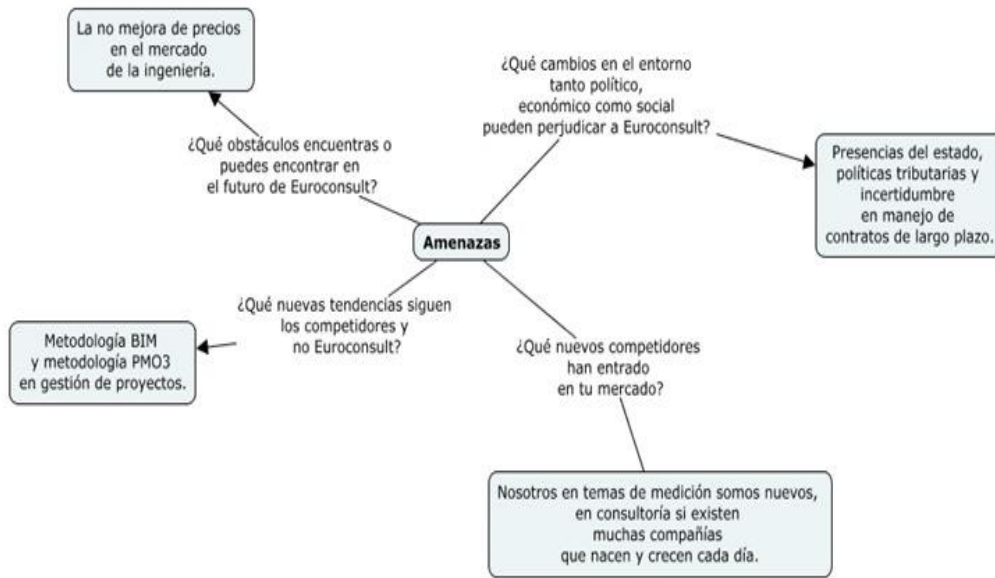 La no mejora de precios
en el mercado
de la ingeniería.
¿Qué cambios en el entorno
tanto político,
económico como social
pueden perjudicar a Euroconsult?
¿Qué obstáculos encuentras o
puedes encontrar en
el futuro de Euroconsult?
Presencias del estado,
políticas tributarias y
incertidumbre
en manejo de
contratos de largo plazo.
Amenazas
¿Qué nuevas tendencias siguen
los competidores y
no Euroconsult?
Metodología BIM
y metodología PMO3
en gestión de proyectos.
¿Qué nuevos competidores
han entrado
en tu mercado?
Nosotros en temas de medición somos nuevos,
en consultoría si existen
muchas compañías
que nacen y crecen cada día.